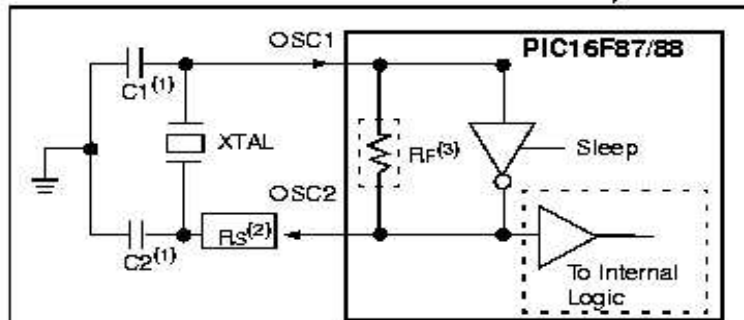 OSC1
PIC16F87/88
C1(1)
XTAL
RF(3)
Sleep
OSC2
RS(2)
C2(1)
To Internal
Logic